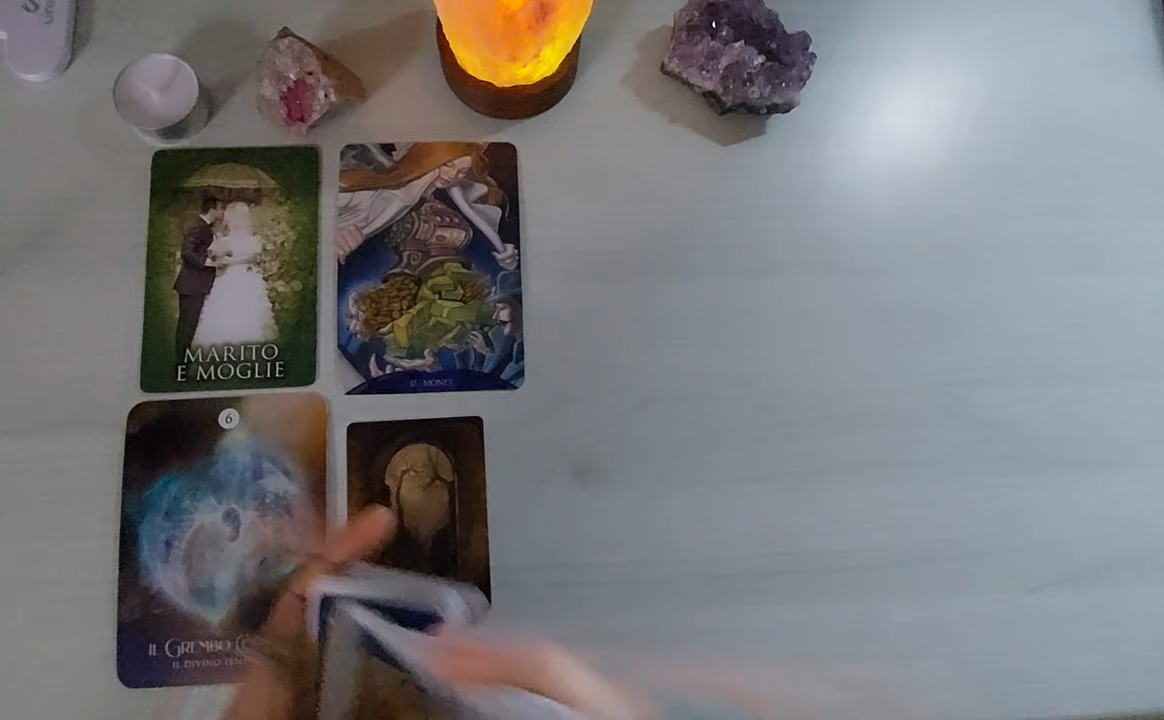 MARITO
E MOGLIE
17 - MONEY
6
IL GREMBO
IL DIVINO